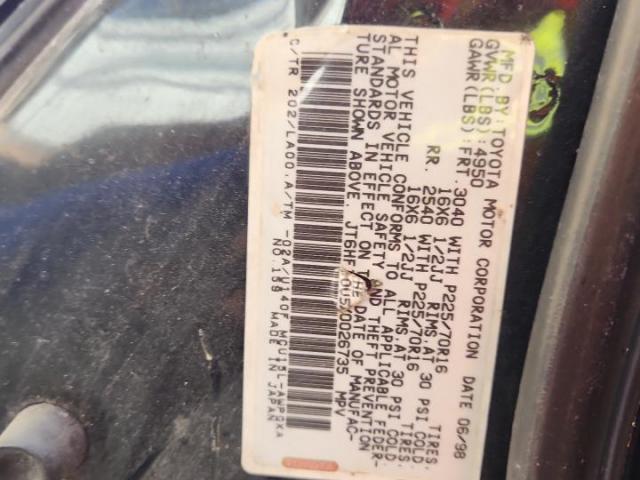 MFD.BY:TOYOTA MOTOR CORPORATION DATE 06/98
GVWR(LBS):4950
GAWR(LBS):FRT.3040 WITH P225/70R16 TIRES,
16X6 1/2JJ RIMS.AT 30 PSI COLD.
RR. 2540 WITH P225/70R16 TIRES,
16X6 1/2JJ RIMS.AT 30 PSI COLD.
THIS VEHICLE CONFORMS TO ALL APPLICABLE FEDER-
AL MOTOR VEHICLE SAFETY AND THEFT PREVENTION
STANDARDS IN EFFECT ON THE DATE OF MANUFAC-
TURE SHOWN ABOVE. MPV
C/TR 202/LA00.A/TM -02A/U140F
NO.159 MADE IN JAPAN
TOYOTA